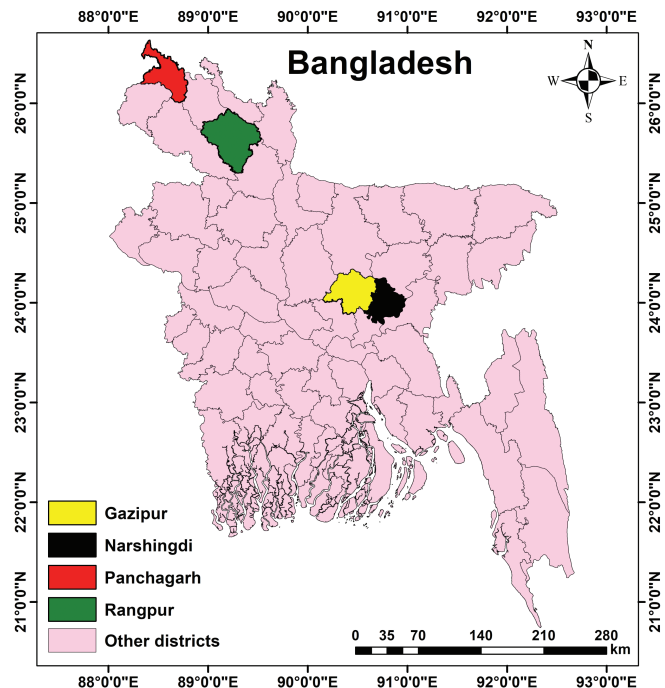 88°0'0"E 89°0'0"E 90°0'0"E 91°0'0"E 92°0'0"E 93°0'0"E
Bangladesh
N
W E
S
26°0'0"N 26°0'0"N
25°0'0"N 25°0'0"N
24°0'0"N 24°0'0"N
23°0'0"N 23°0'0"N
22°0'0"N 22°0'0"N
21°0'0"N 21°0'0"N
Gazipur
Narshingdi
Panchagarh
Rangpur
Other districts
0 35 70 140 210 280
km
88°0'0"E 89°0'0"E 90°0'0"E 91°0'0"E 92°0'0"E 93°0'0"E